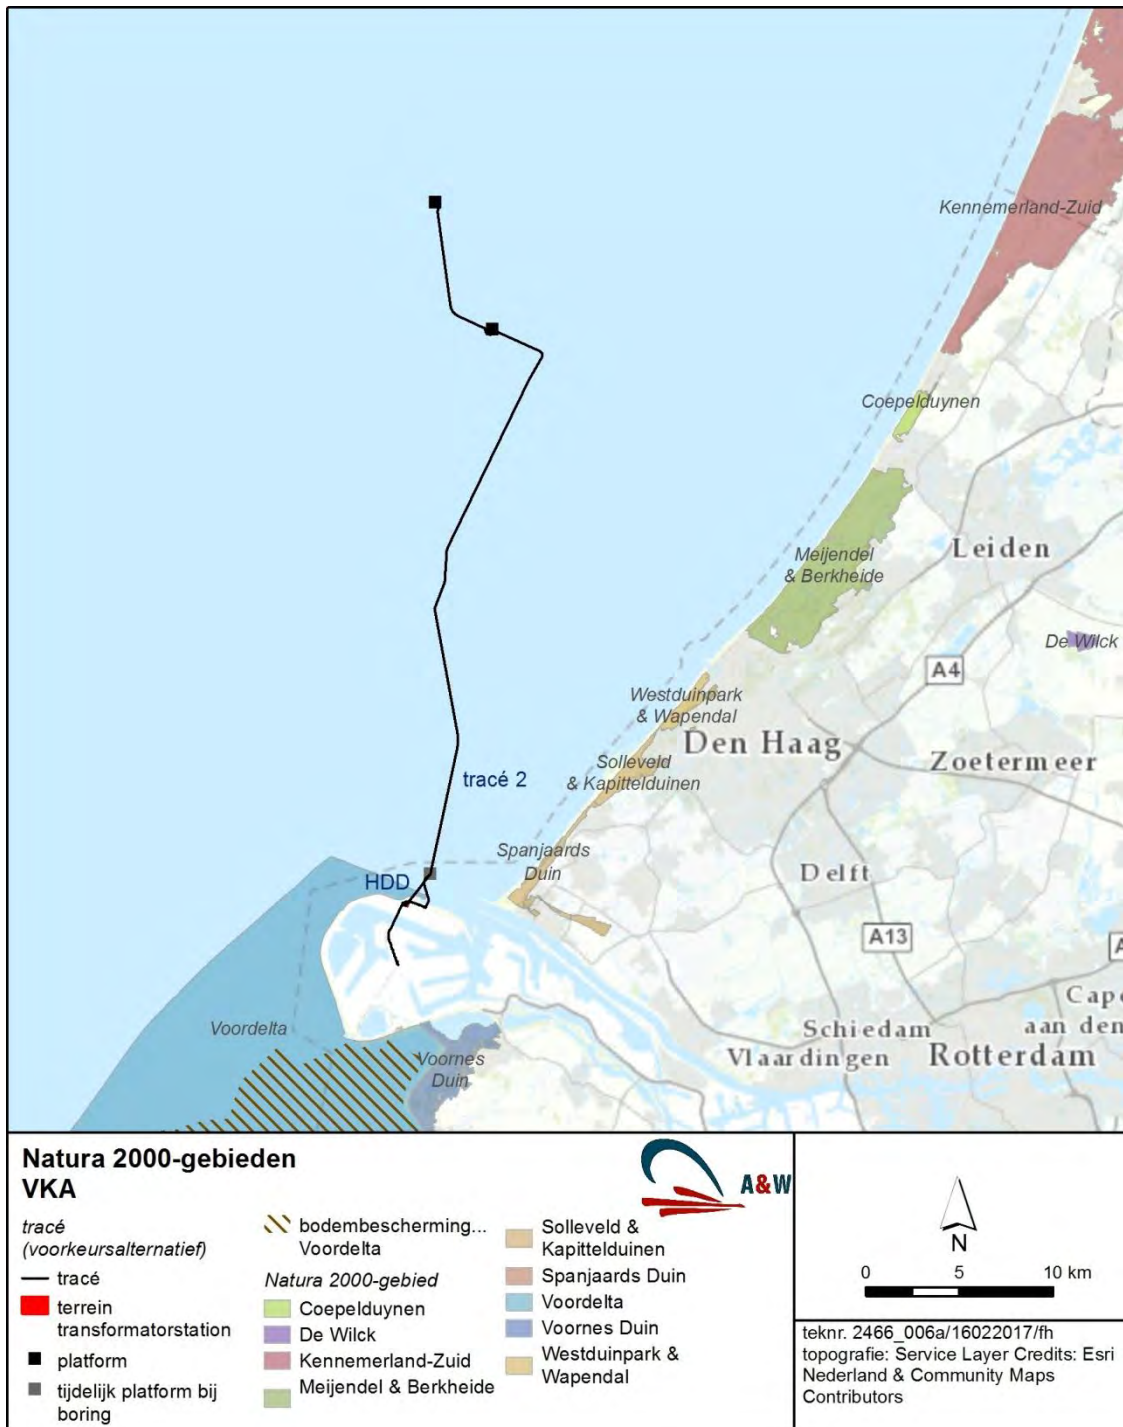 Kennemerland-Zuid
Coepelduynen
Leiden
Meijendel
& Berkheide
De Wilck
A4
Westduinpark
& Wapendal
Den Haag
Zoetermeer
Solleveld
& Kapittelduinen
tracé 2
Spanjaards
Duin
Delft
HDD
A13
A
Cape
aan den
Voordelta
Schiedam
Vlaardingen
Rotterdam
Voornes
Duin
Natura 2000-gebieden
VKA
A&W
tracé
(voorkeursalternatief)
tracé
terrein
transformatorstation
platform
tijdelijk platform bij
boring
bodembescherming...
Voordelta
Natura 2000-gebied
Coepelduynen
De Wilck
Kennemerland-Zuid
Meijendel & Berkheide
Solleveld &
Kapittelduinen
Spanjaards Duin
Voordelta
Voornes Duin
Westduinpark &
Wapendal
N
0 5 10 km
teknr. 2466_006a/16022017/fh
topografie: Service Layer Credits: Esri
Nederland & Community Maps
Contributors